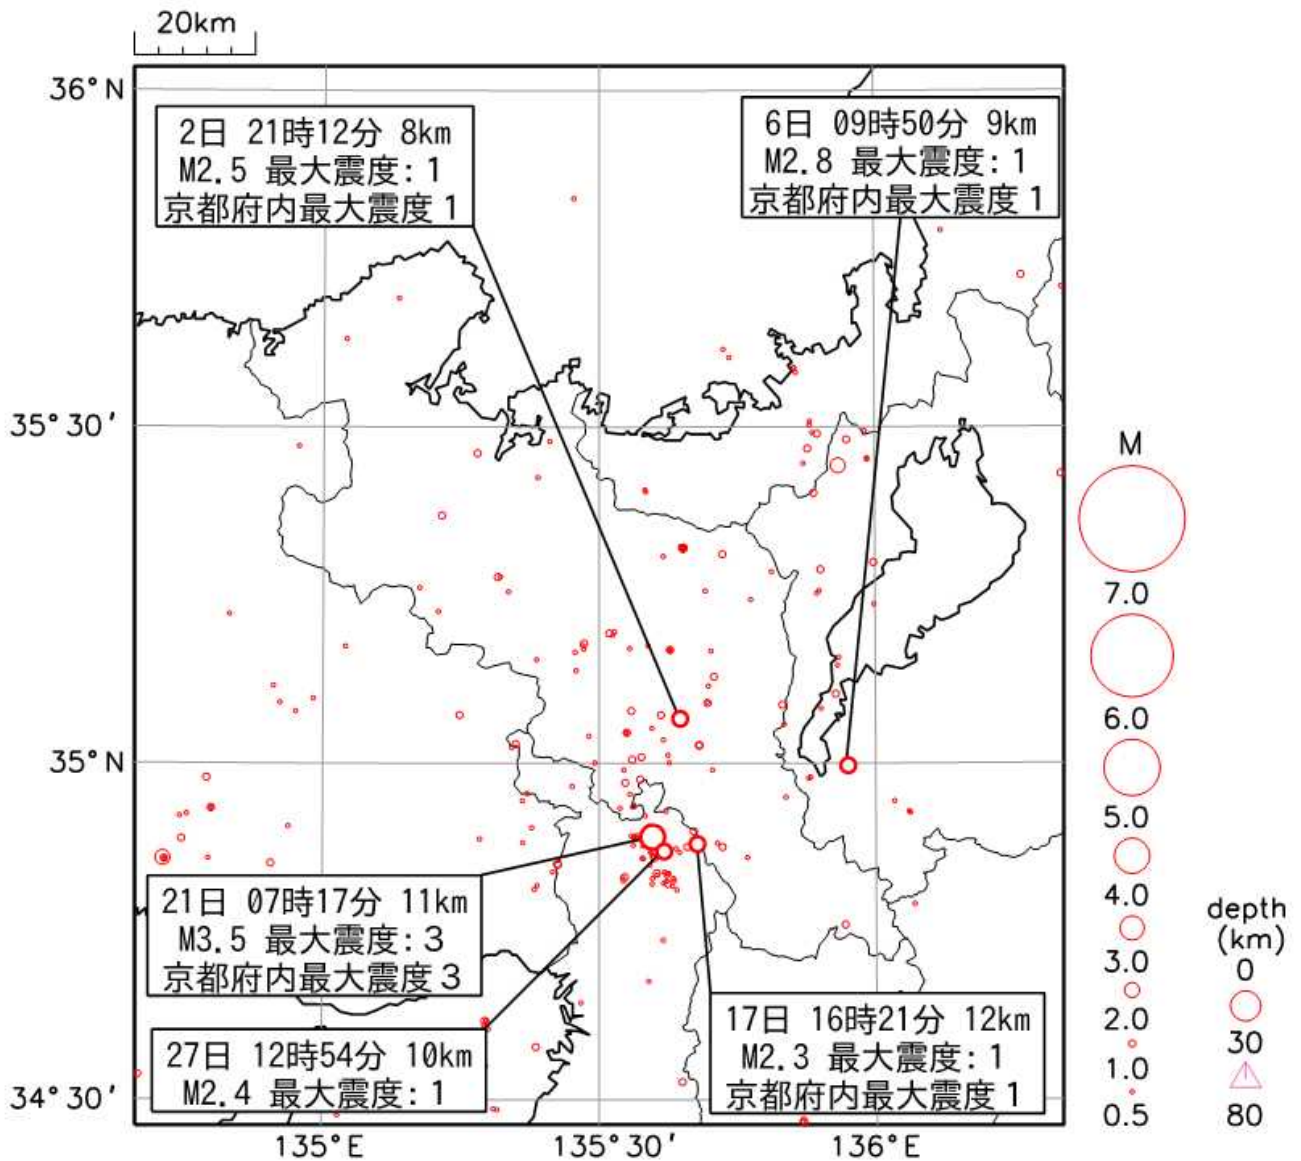 20km
36°N
2日 21時12分 8km
M2.5 最大震度:1
京都府内最大震度1
6日 09時50分 9km
M2.8 最大震度:1
京都府内最大震度1
35°30′
35°N
21日 07時17分 11km
M3.5 最大震度:3
京都府内最大震度3
27日 12時54分 10km
M2.4 最大震度:1
17日 16時21分 12km
M2.3 最大震度:1
京都府内最大震度1
34°30′
135°E
135°30′
136°E
M
7.0
6.0
5.0
4.0
3.0
2.0
1.0
0.5
depth
(km)
0
30
80